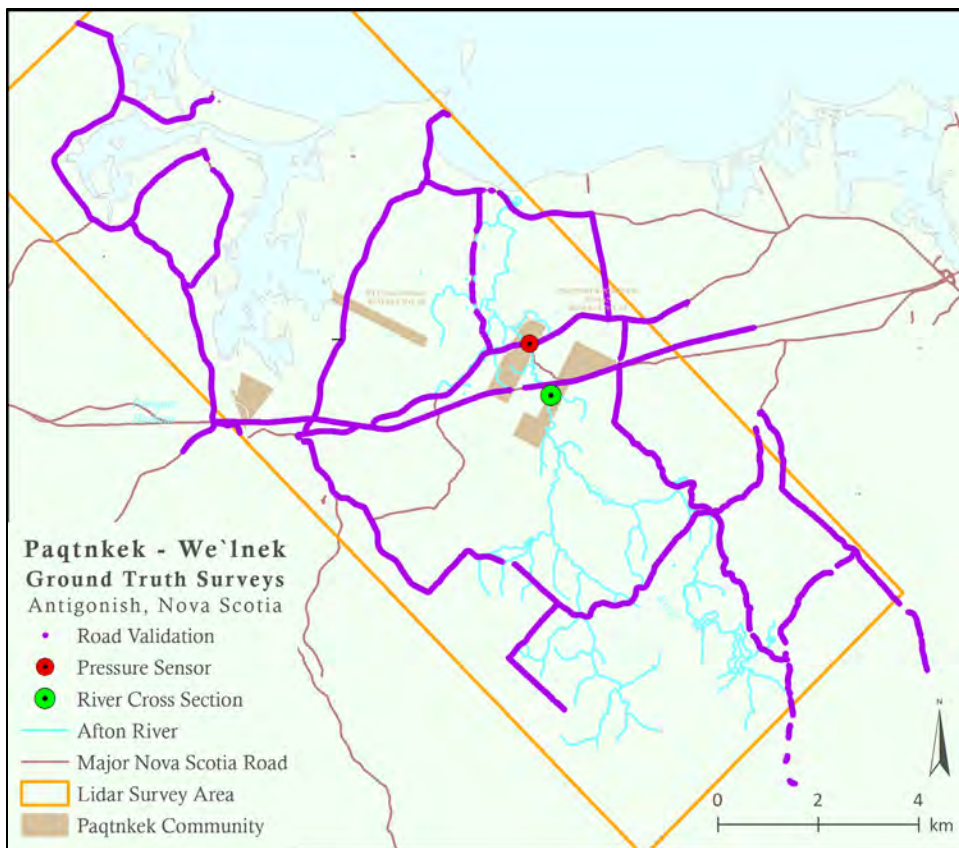 Paqtnkek - We`lnek
Ground Truth Surveys
Antigonish, Nova Scotia
Road Validation
Pressure Sensor
River Cross Section
Afton River
Major Nova Scotia Road
Lidar Survey Area
Paqtnkek Community
N
0 2 4
km